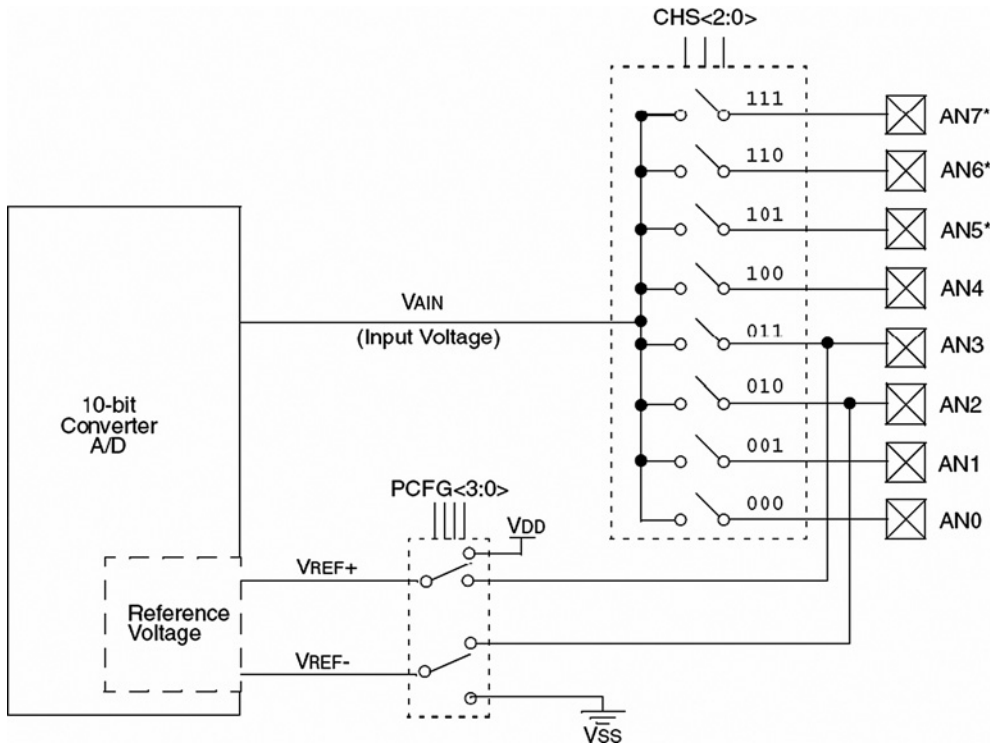 CHS<2:0>
111
AN7*
110
AN6*
101
AN5*
100
AN4
VAIN
(Input Voltage)
011
AN3
010
AN2
10-bit
Converter
A/D
001
AN1
PCFG<3:0>
000
AN0
VDD
VREF+
Reference
Voltage
VREF-
VSS